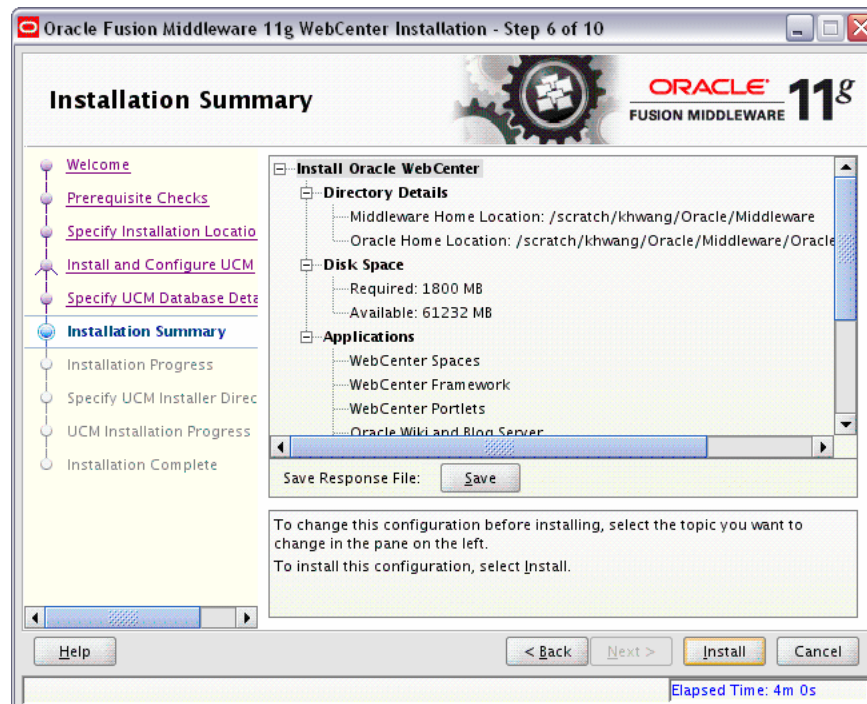 Oracle Fusion Middleware 11g WebCenter Installation - Step 6 of 10
Installation Summary
ORACLE
FUSION MIDDLEWARE 11g
Welcome
Prerequisite Checks
Specify Installation Locatio
Install and Configure UCM
Specify UCM Database Deta
Installation Summary
Installation Progress
Specify UCM Installer Direc
UCM Installation Progress
Installation Complete
Install Oracle WebCenter
Directory Details
Middleware Home Location: /scratch/khwang/Oracle/Middleware
Oracle Home Location: /scratch/khwang/Oracle/Middleware/Oracle
Disk Space
Required: 1800 MB
Available: 61232 MB
Applications
WebCenter Spaces
WebCenter Framework
WebCenter Portlets
Oracle Wiki and Blog Server
Save Response File: Save
To change this configuration before installing, select the topic you want to
change in the pane on the left.
To install this configuration, select Install.
Help < Back Next > Install Cancel
Elapsed Time: 4m 0s